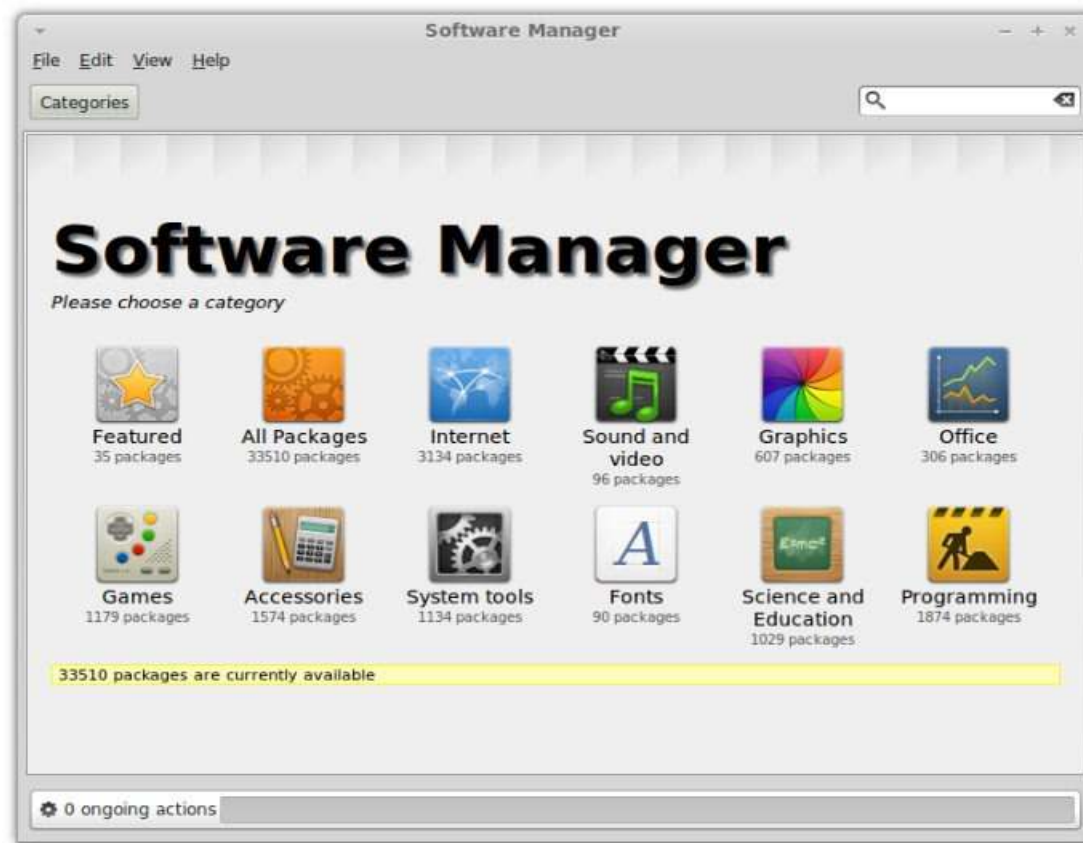 Software Manager
File Edit View Help
Categories
Software Manager
Please choose a category
Featured All Packages Internet Sound and video Graphics Office
35 packages 33510 packages 3134 packages 96 packages 607 packages 306 packages
E=mc²
Games Accessories System tools Fonts Science and Education Programming
1179 packages 1574 packages 1134 packages 90 packages 1029 packages 1874 packages
33510 packages are currently available
0 ongoing actions